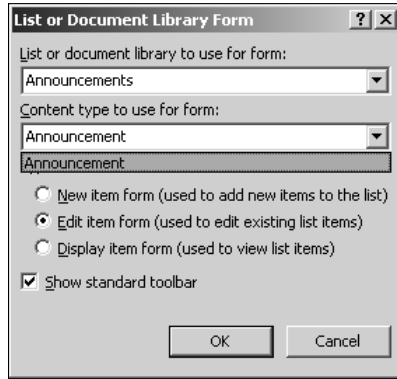 List or Document Library Form
List or document library to use for form:
Announcements
Content type to use for form:
Announcement
Announcement
New item form (used to add new items to the list)
Edit item form (used to edit existing list items)
Display item form (used to view list items)
Show standard toolbar
OK Cancel